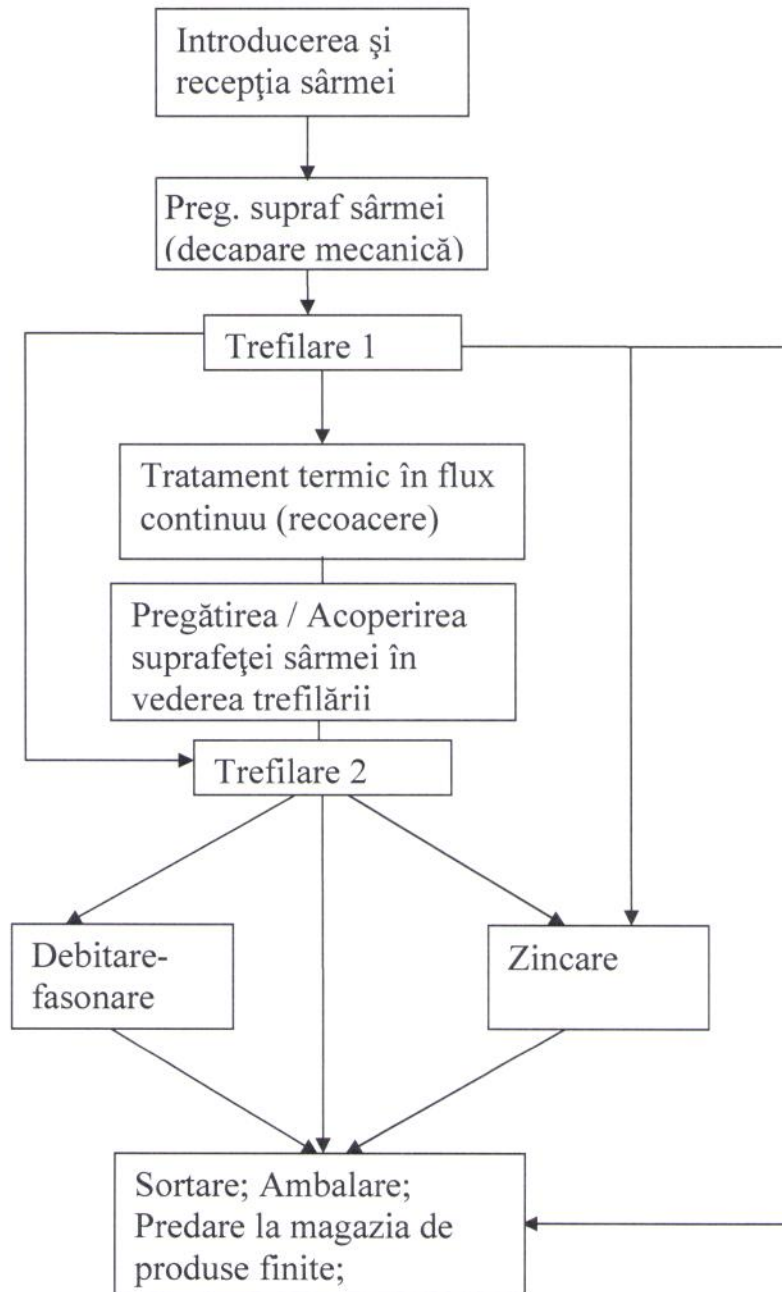 Introducerea şi
recepţia sârmei
Preg. supraf sârmei
(decapare mecanică)
Trefilare 1
Tratament termic în flux
continuu (recoacere)
Pregătirea / Acoperirea
suprafeţei sârmei în
vederea trefilării
Trefilare 2
Debitare-
fasonare
Zincare
Sortare; Ambalare;
Predare la magazia de
produse finite;